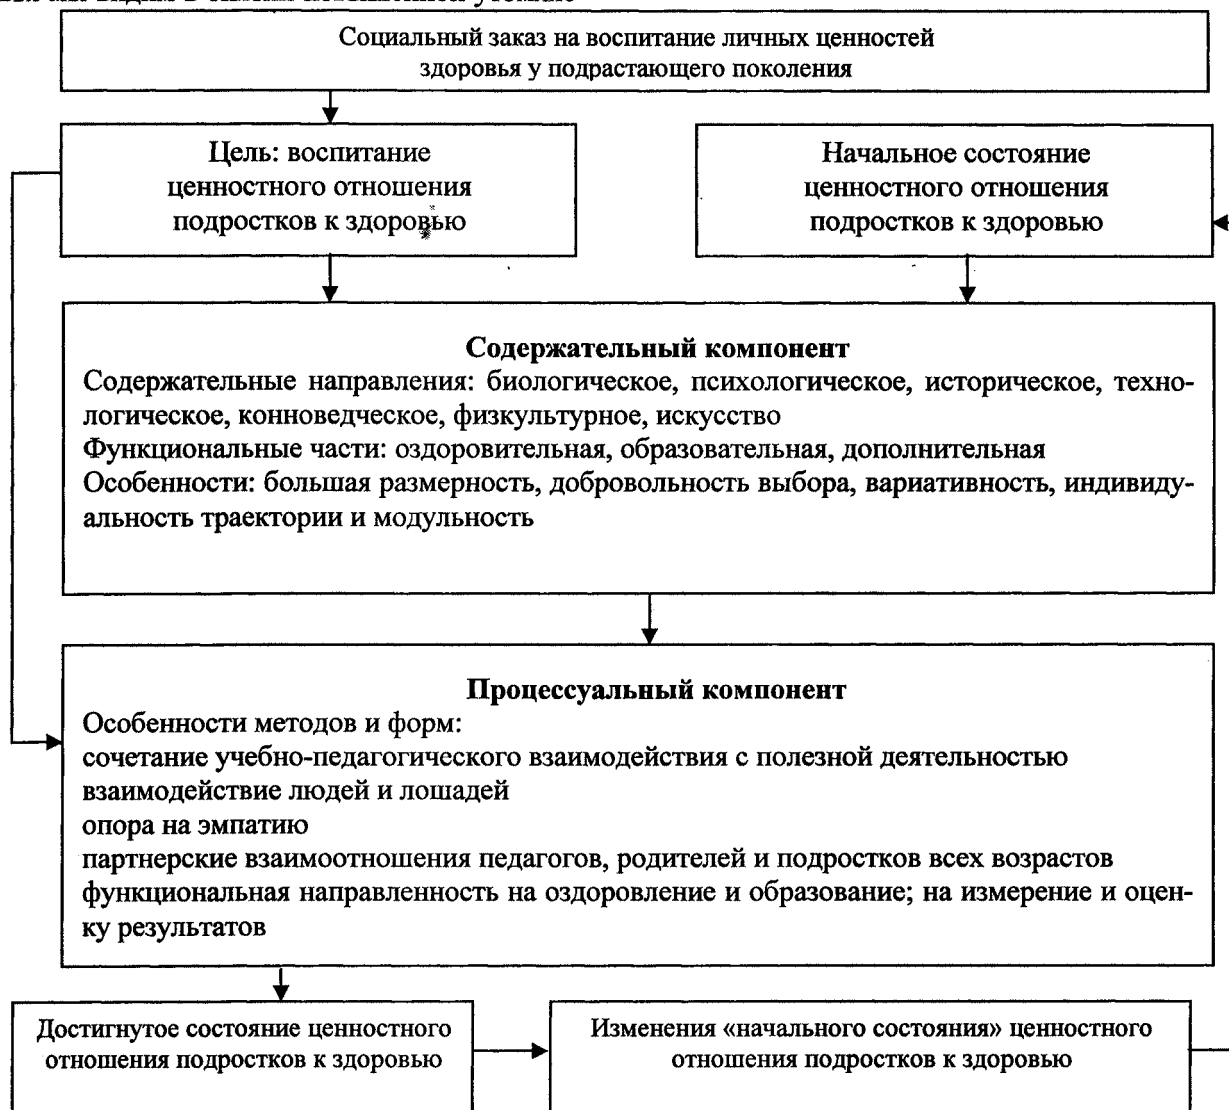 Социальный заказ на воспитание личных ценностей
здоровья у подрастающего поколения
Цель: воспитание
ценностного отношения
подростков к здоровью
Начальное состояние
ценностного отношения
подростков к здоровью
Содержательный компонент
Содержательные направления: биологическое, психологическое, историческое, техно-
логическое, конноведческое, физкультурное, искусство
Функциональные части: оздоровительная, образовательная, дополнительная
Особенности: большая размерность, добровольность выбора, вариативность, индивиду-
альность траектории и модульность
Процессуальный компонент
Особенности методов и форм:
сочетание учебно-педагогического взаимодействия с полезной деятельностью
взаимодействие людей и лошадей
опора на эмпатию
партнерские взаимоотношения педагогов, родителей и подростков всех возрастов
функциональная направленность на оздоровление и образование; на измерение и оцен-
ку результатов
Достигнутое состояние ценностного
отношения подростков к здоровью
Изменения «начального состояния» ценностного
отношения подростков к здоровью